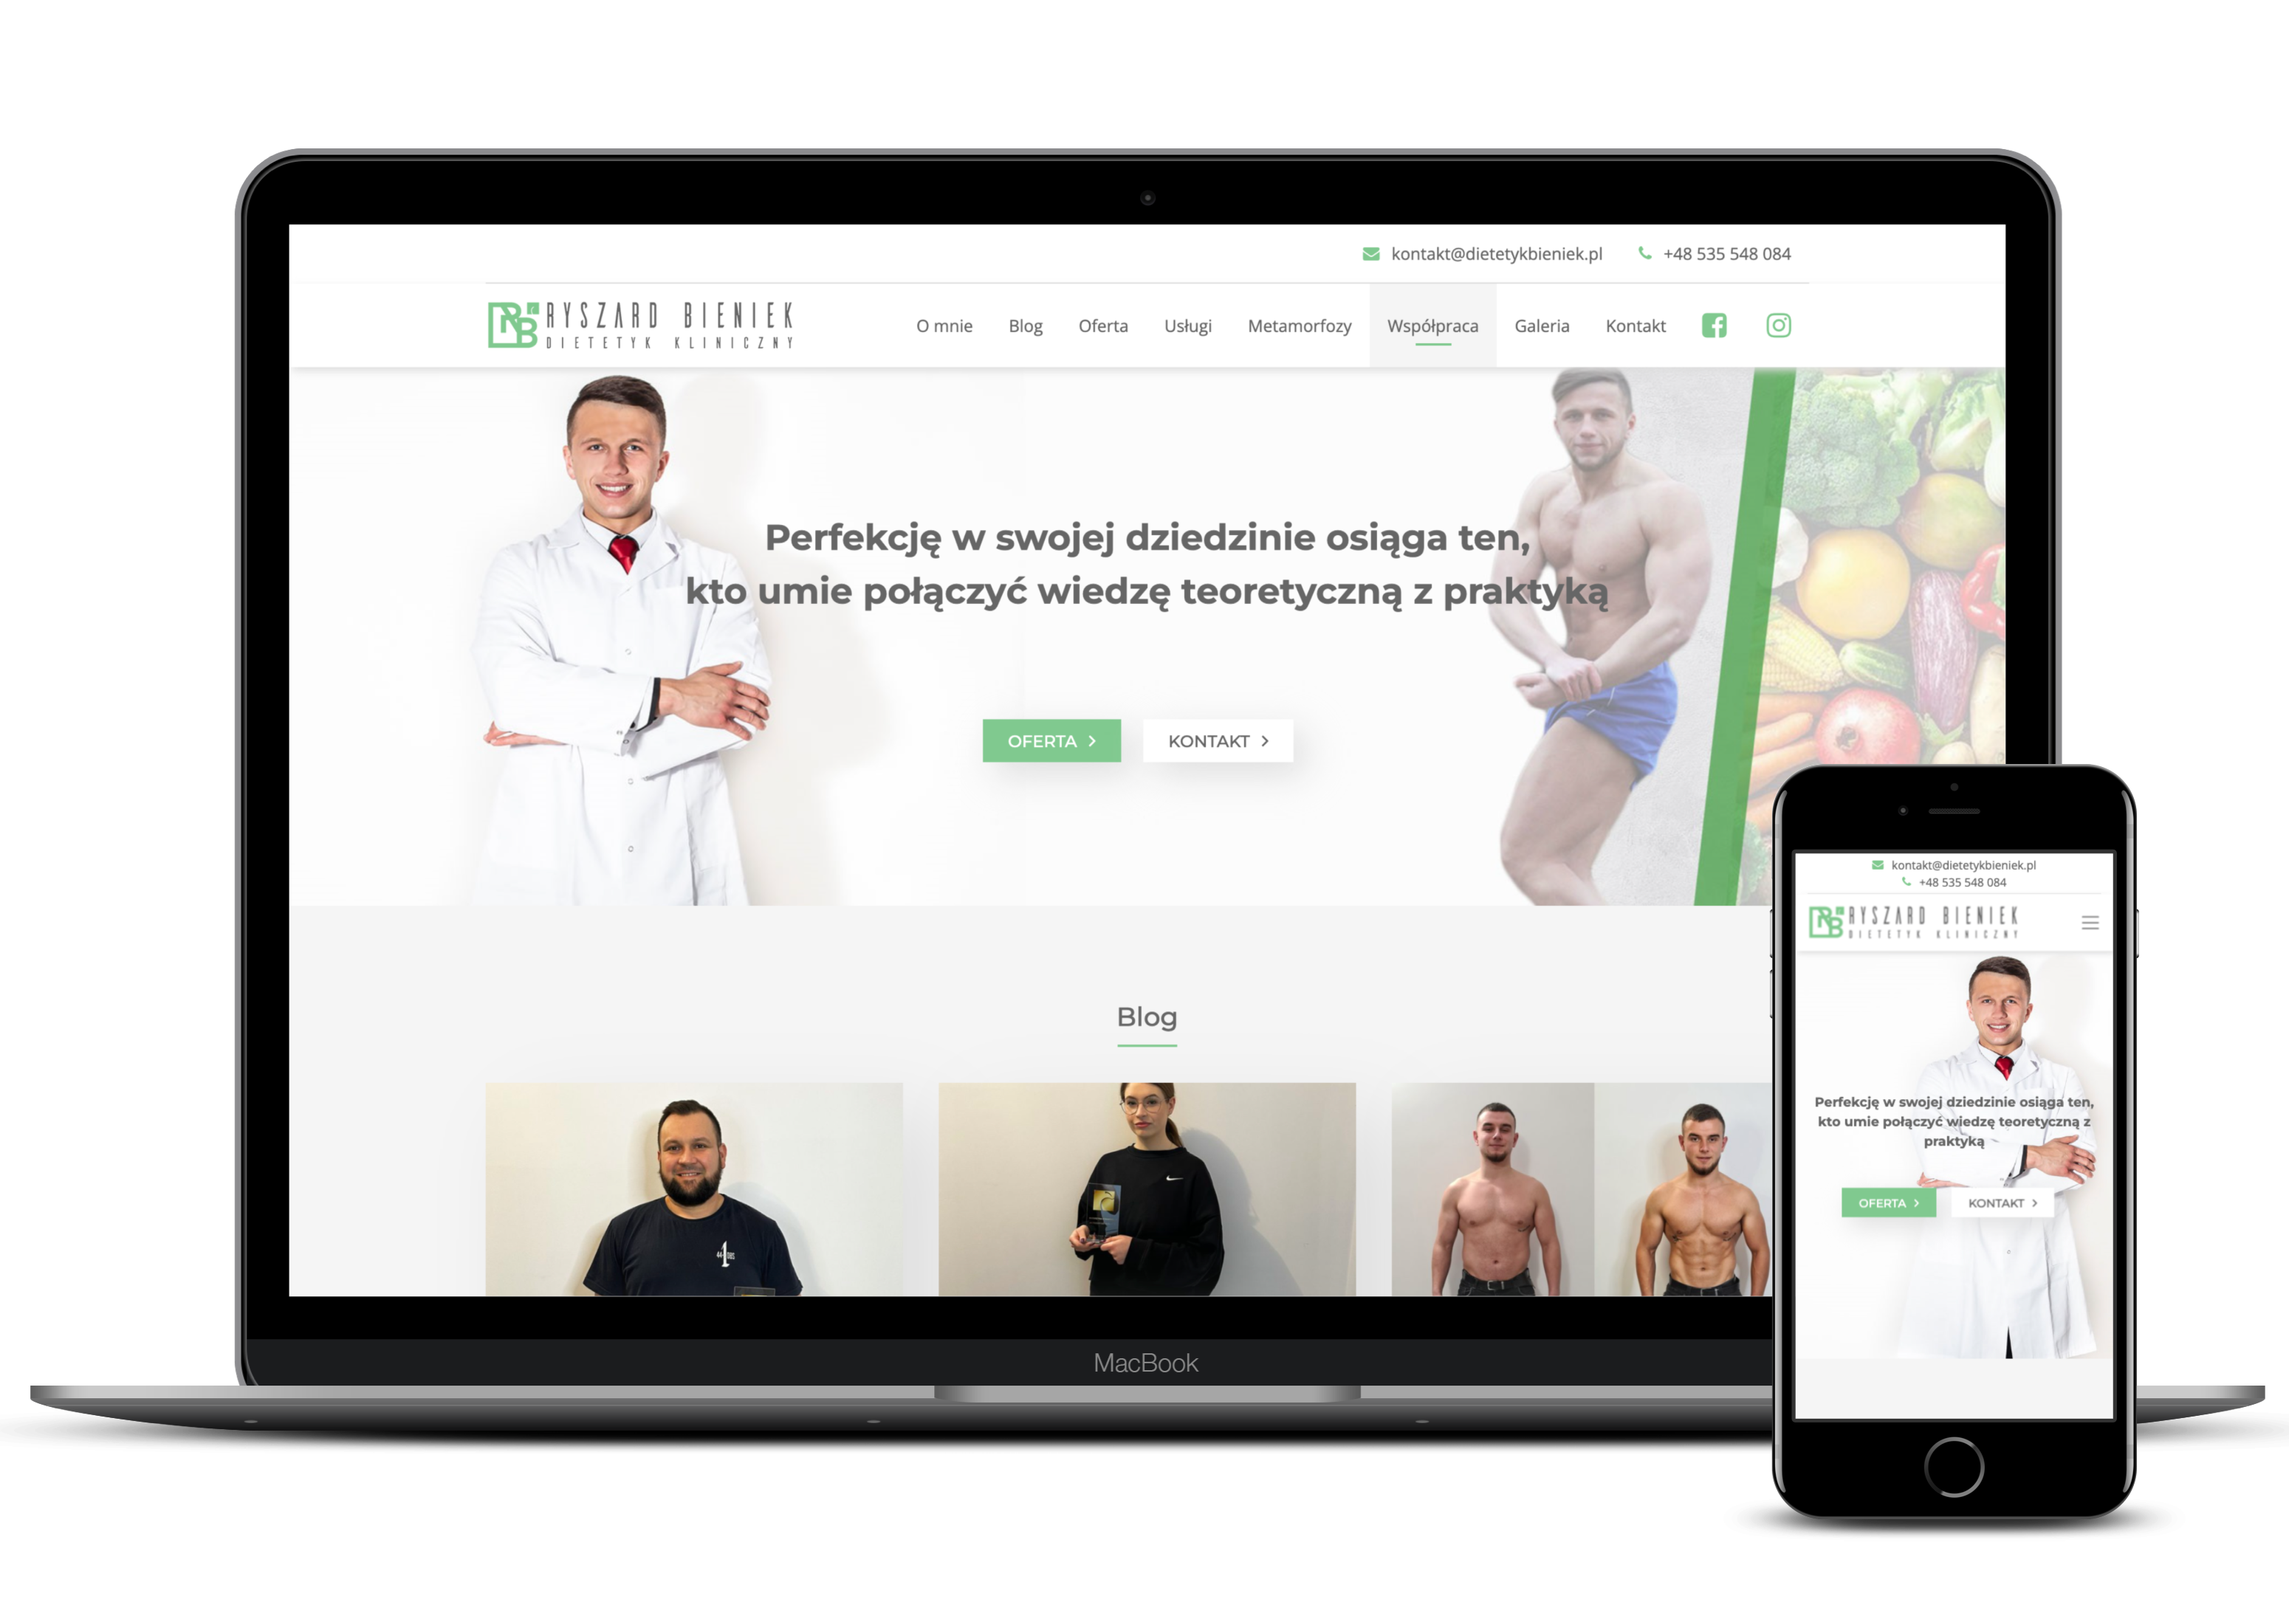 kontakt@dietetykbieniek.pl +48 535 548 084
RYSZARD BIENIEK
DIETETYK KLINICZNY
O mnie Blog Oferta Usługi Metamorfozy Współpraca Galeria Kontakt
Perfekcję w swojej dziedzinie osiąga ten,
kto umie połączyć wiedzę teoretyczną z praktyką
OFERTA > KONTAKT >
Blog
MacBook
kontakt@dietetykbieniek.pl
+48 535 548 084
RYSZARD BIENIEK
DIETETYK KLINICZNY
Perfekcję w swojej dziedzinie osiąga ten,
kto umie połączyć wiedzę teoretyczną z
praktyką
OFERTA > KONTAKT >